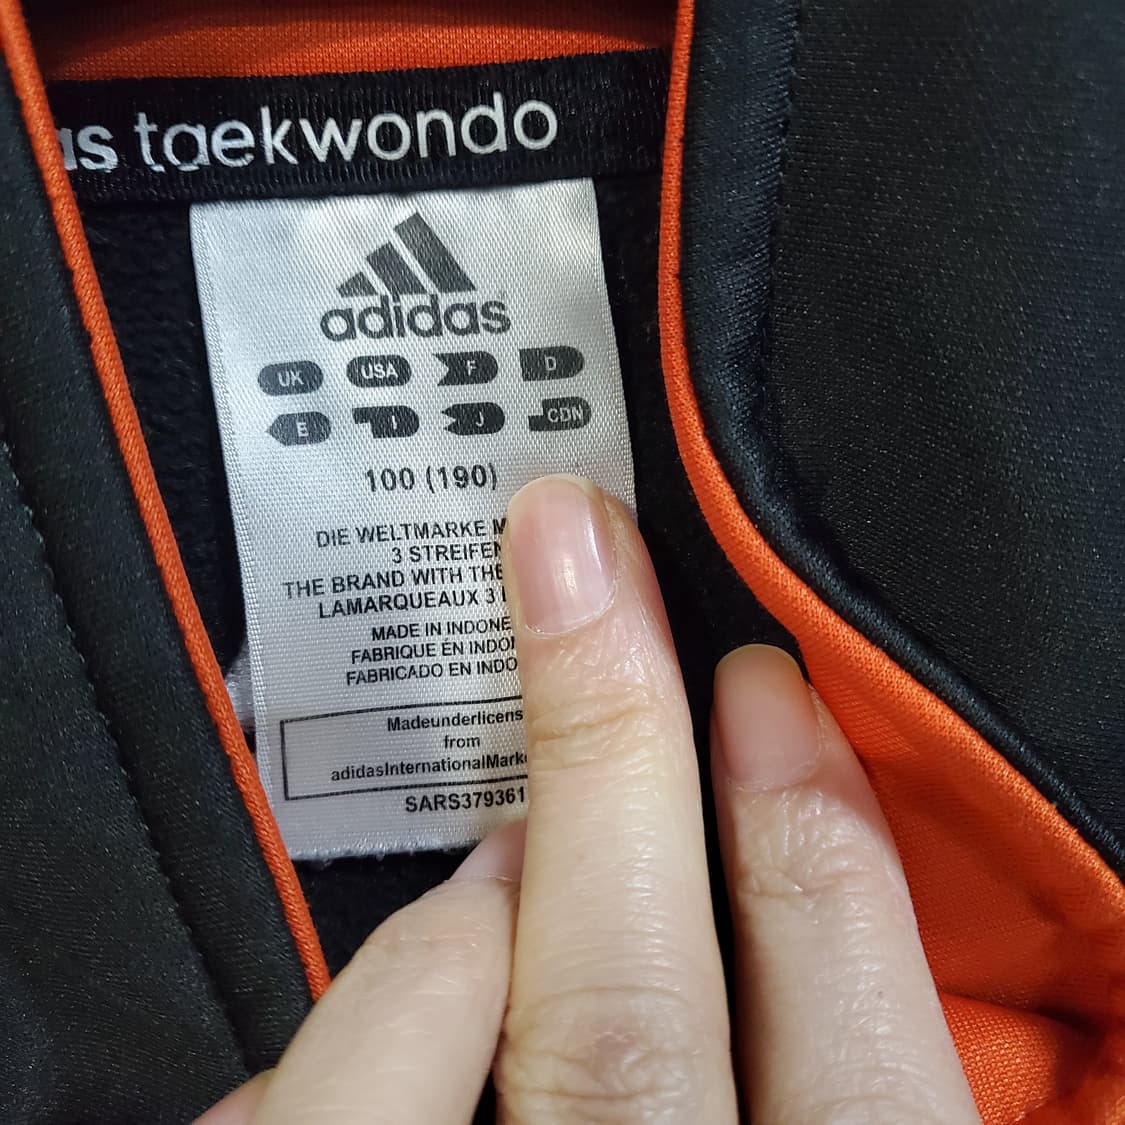 as taekwondo
adidas
UK USA F D
E I J CDN
100 (190)
DIE WELTMARKE M
3 STREIFEN
THE BRAND WITH THE
LAMARQUEAUX 3
MADE IN INDONE
FABRIQUE EN INDO
FABRICADO EN INDO
Madeunderlicens
from
adidasInternationalMark
SARS379361